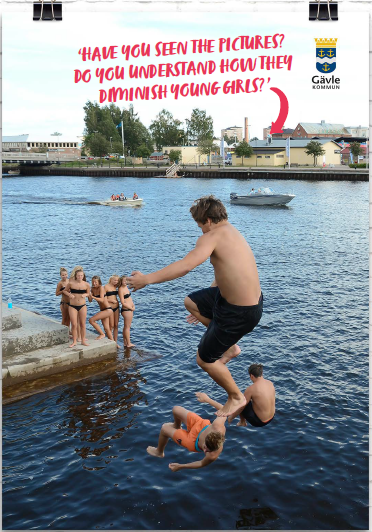 ‘HAVE YOU SEEN THE PICTURES?
DO YOU UNDERSTAND HOW THEY
DIMINISH YOUNG GIRLS?’
Gävle
KOMMUN